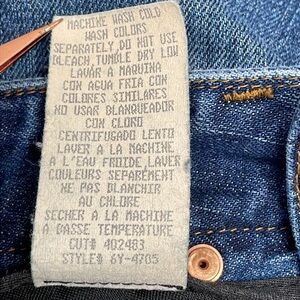 MACHINE WASH COLD
WASH COLORS
SEPARATELY, DO NOT USE
BLEACH, TUMBLE DRY LOW
LAVAR A MAQUINA
CON AGUA FRIA CON
COLORES SIMILARES
NO USAR BLANQUEADOR
CON CLORO
CENTRIFUGADO LENTO
LAVER A LA MACHINE
A L'EAU FROIDE, LAVER
COULEURS SEPARÉMENT
NE PAS BLANCHIR
AU CHLORE
SECHER A LA MACHINE
A BASSE TEMPERATURE
CUT# 402483
STYLE# 6Y-4705